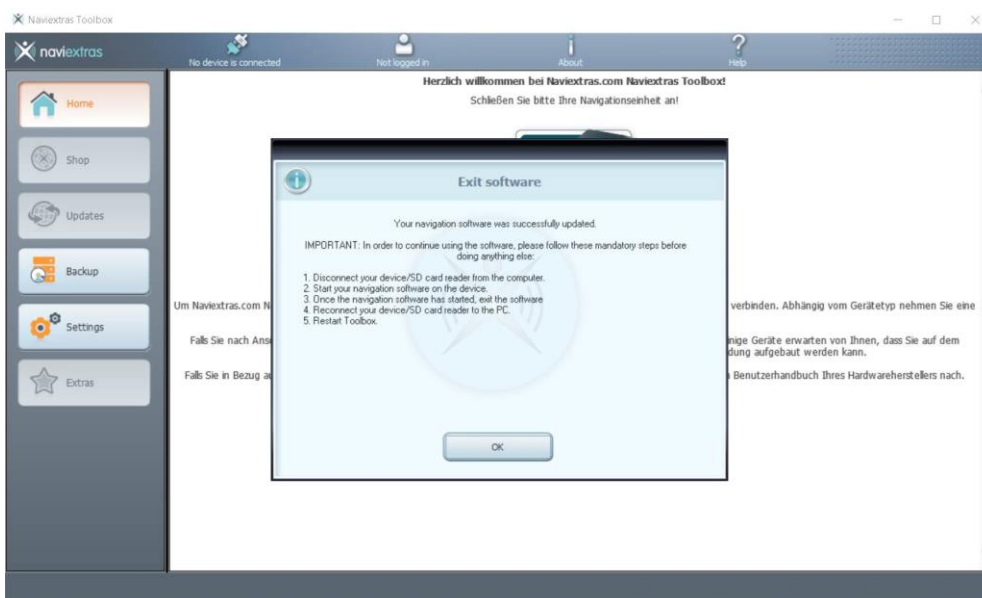 Naviextras Toolbox
naviextras
No device is connected
Not logged in
About
Help
Home
Shop
Updates
Backup
Settings
Extras
Herzlich willkommen bei Naviextras.com Naviextras Toolbox!
Schließen Sie bitte Ihre Navigationseinheit an!
Exit software
Your navigation software was successfully updated.
IMPORTANT: In order to continue using the software, please follow these mandatory steps before
doing anything else:
1. Disconnect your device/SD card reader from the computer.
2. Start your navigation software on the device.
3. Once the navigation software has started, exit the software
4. Reconnect your device/SD card reader to the PC.
5. Restart Toolbox.
OK
Um Naviextras.com N
verbinden. Abhängig vom Gerätetyp nehmen Sie eine
Falls Sie nach Ans
nige Geräte erwarten von Ihnen, dass Sie auf dem
dung aufgebaut werden kann.
Falls Sie in Bezug au
Benutzerhandbuch Ihres Hardwareherstellers nach.